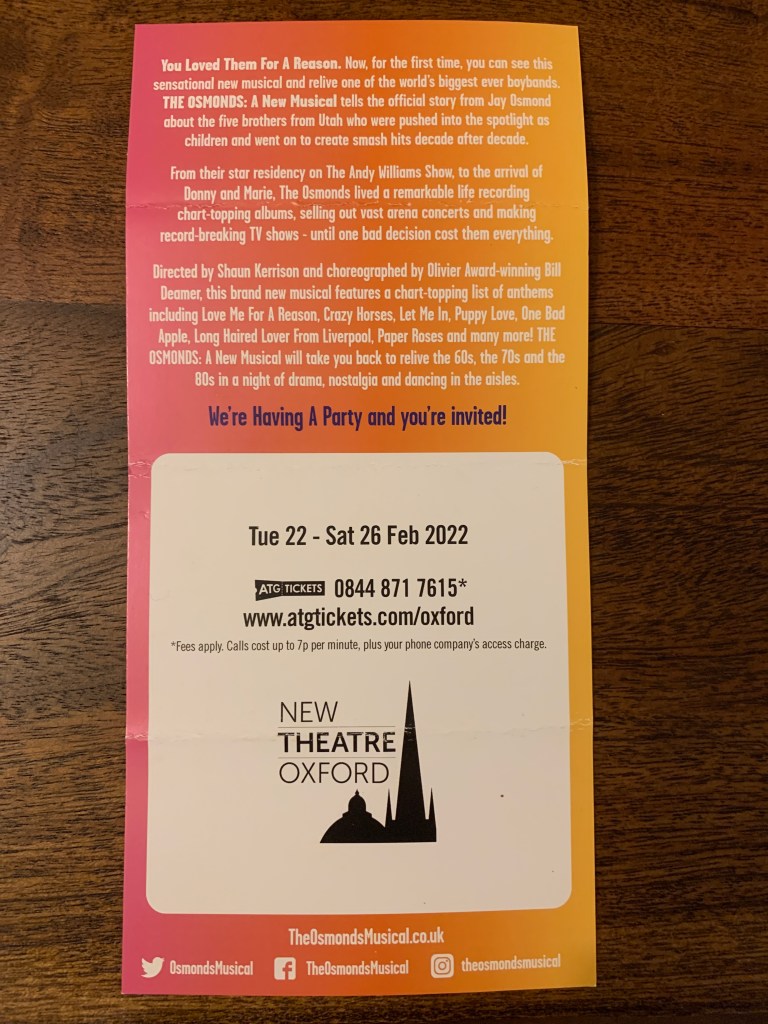 You Loved Them For A Reason. Now, for the first time, you can see this
sensational new musical and relive one of the world's biggest ever boybands.
THE OSMONDS: A New Musical tells the official story from Jay Osmond
about the five brothers from Utah who were pushed into the spotlight as
children and went on to create smash hits decade after decade.
From their star residency on The Andy Williams Show, to the arrival of
Donny and Marie, The Osmonds lived a remarkable life recording
chart-topping albums, selling out vast arena concerts and making
record-breaking TV shows - until one bad decision cost them everything.
Directed by Shaun Kerrison and choreographed by Olivier Award-winning Bill
Deamer, this brand new musical features a chart-topping list of anthems
including Love Me For A Reason, Crazy Horses, Let Me In, Puppy Love, One Bad
Apple, Long Haired Lover From Liverpool, Paper Roses and many more! THE
OSMONDS: A New Musical will take you back to relive the 60s, the 70s and the
80s in a night of drama, nostalgia and dancing in the aisles.
We're Having A Party and you're invited!
Tue 22 - Sat 26 Feb 2022
ATG TICKETS 0844 871 7615*
www.atgtickets.com/oxford
*Fees apply. Calls cost up to 7p per minute, plus your phone company's access charge.
NEW
THEATRE
OXFORD
TheOsmondsMusical.co.uk
OsmondsMusical TheOsmondsMusical theosmondsmusical